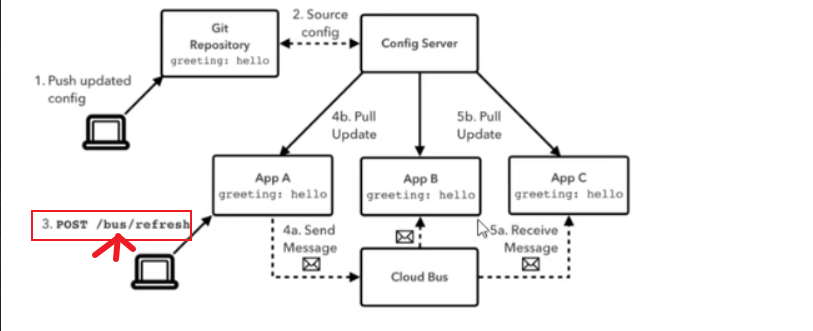 Git
Repository
greeting: hello
2. Source
config
Config Server
1. Push updated
config
4b. Pull
Update
5b. Pull
Update
App A
greeting: hello
App B
greeting: hello
App C
greeting: hello
3. POST /bus/refresh
4a. Send
Message
5a. Receive
Message
Cloud Bus